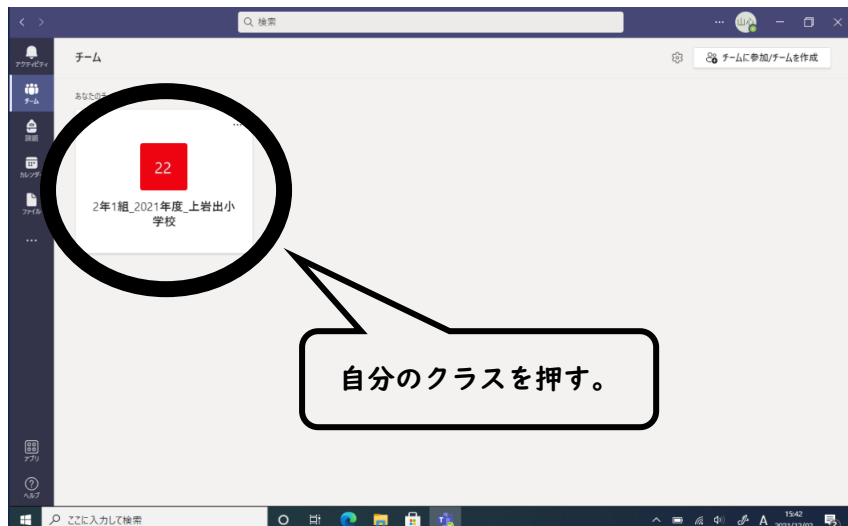 検索
山心
アクティビティ
チーム
チームに参加/チームを作成
チーム
あなたのチ
課題
22
カレンダー
2年1組_2021年度_上岩出小
学校
ファイル
自分のクラスを押す。
アプリ
ヘルプ
ここに入力して検索
A
15:42